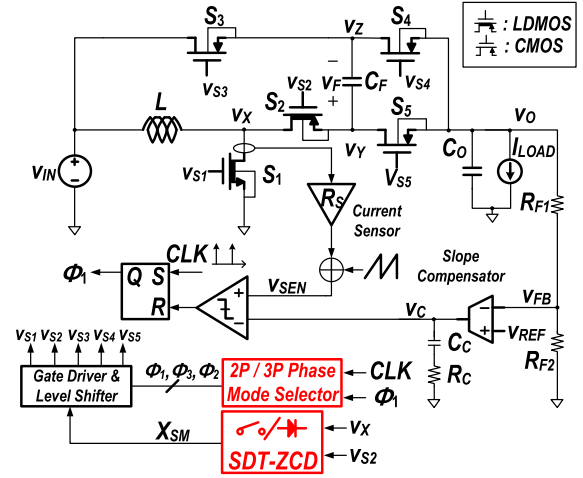 S3
vZ
S4
: LDMOS
: CMOS
vS3
vF
−
+
CF
vS4
vS2
L
vX
S2
S5
vO
vY
vIN
vS1
S1
VS5
CO
ILOAD
RS
Current
Sensor
RF1
Φ1
Q S
R
CLK
vSEN
+
−
Slope
Compensator
vC
vFB
−
+
vREF
CC
RC
RF2
vS1 vS2 vS3 vS4 vS5
Gate Driver &
Level Shifter
Φ1, Φ3, Φ2
2P / 3P Phase
Mode Selector
CLK
Φ1
XSM
SDT-ZCD
vX
vS2